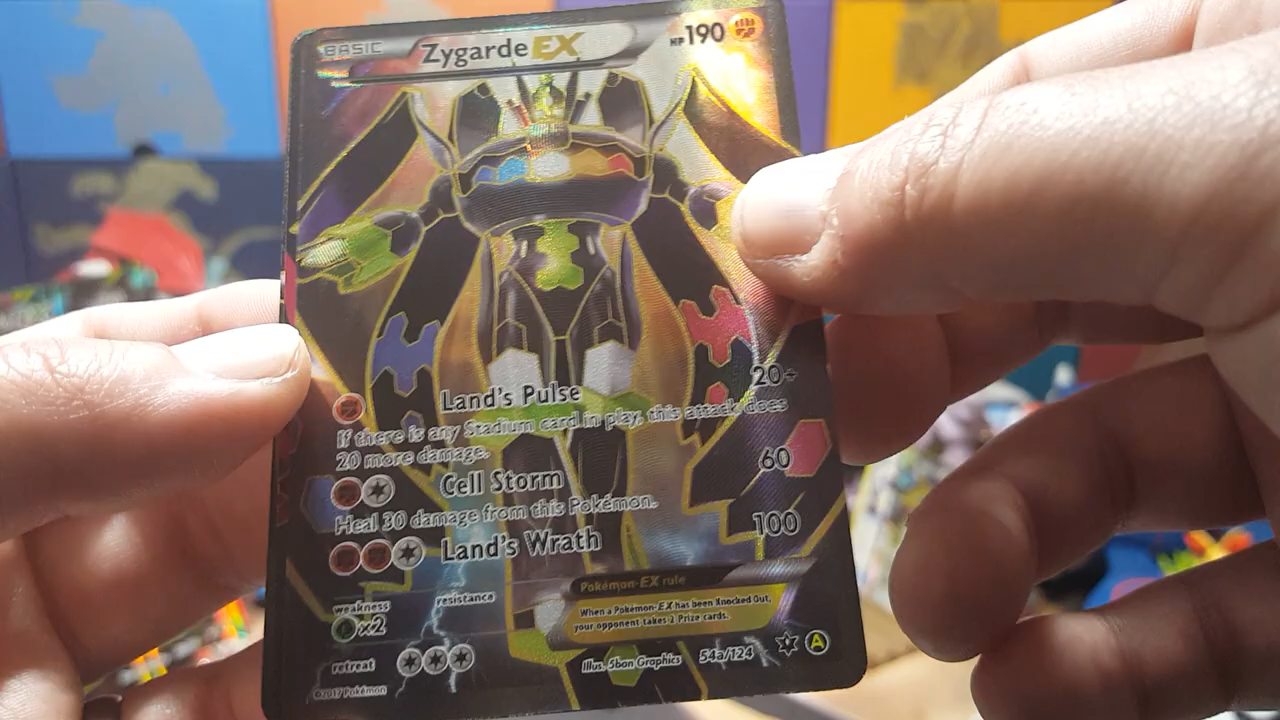 BASIC Zygarde EX HP190
Land's Pulse 20+
If there is any Stadium card in play, this attack does
20 more damage.
Cell Storm 60
Heal 30 damage from this Pokémon.
Land's Wrath 100
Pokémon-EX rule
When a Pokémon-EX has been Knocked Out,
your opponent takes 2 Prize cards.
weakness resistance
x2
retreat
Illus. 5ban Graphics 54a/124 A
©2017 Pokémon